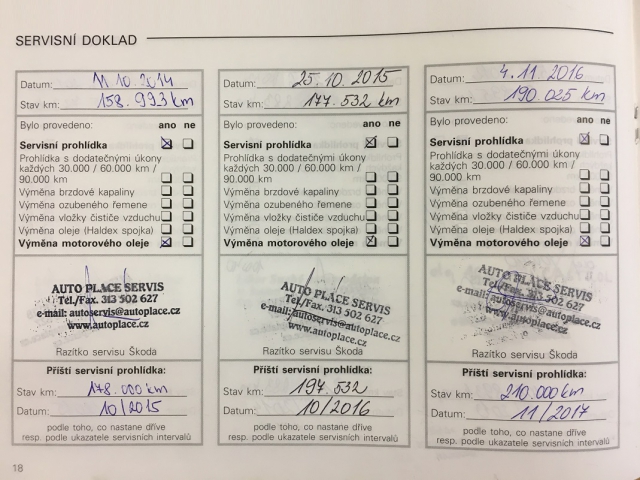 SERVISNÍ DOKLAD
Datum: 11.10.2014
Stav km: 158.993 km
Bylo provedeno: ano ne
Servisní prohlídka
Prohlídka s dodatečnými úkony
každých 30.000 / 60.000 km /
90.000 km
Výměna brzdové kapaliny
Výměna ozubeného řemene
Výměna vložky čističe vzduchu
Výměna oleje (Haldex spojka)
Výměna motorového oleje
AUTO PLACE SERVIS
Tel./Fax. 313 502 627
e-mail: autoservis@autoplace.cz
www.autoplace.cz
Razítko servisu Škoda
Příští servisní prohlídka:
Stav km: 178.000 km
Datum: 10/2015
podle toho, co nastane dříve
resp. podle ukazatele servisních intervalů
Datum: 25.10.2015
Stav km: 177.532 km
Bylo provedeno: ano ne
Servisní prohlídka
Prohlídka s dodatečnými úkony
každých 30.000 / 60.000 km /
90.000 km
Výměna brzdové kapaliny
Výměna ozubeného řemene
Výměna vložky čističe vzduchu
Výměna oleje (Haldex spojka)
Výměna motorového oleje
AUTO PLACE SERVIS
Tel./Fax. 313 502 627
e-mail: autoservis@autoplace.cz
www.autoplace.cz
Razítko servisu Škoda
Příští servisní prohlídka:
Stav km: 197.532
Datum: 10/2016
podle toho, co nastane dříve
resp. podle ukazatele servisních intervalů
Datum: 4.11.2016
Stav km: 190 025 km
Bylo provedeno: ano ne
Servisní prohlídka
Prohlídka s dodatečnými úkony
každých 30.000 / 60.000 km /
90.000 km
Výměna brzdové kapaliny
Výměna ozubeného řemene
Výměna vložky čističe vzduchu
Výměna oleje (Haldex spojka)
Výměna motorového oleje
AUTO PLACE SERVIS
Tel./Fax. 313 502 627
e-mail: autoservis@autoplace.cz
www.autoplace.cz
Razítko servisu Škoda
Příští servisní prohlídka:
Stav km: 210.000 km
Datum: 11/2017
podle toho, co nastane dříve
resp. podle ukazatele servisních intervalů
18